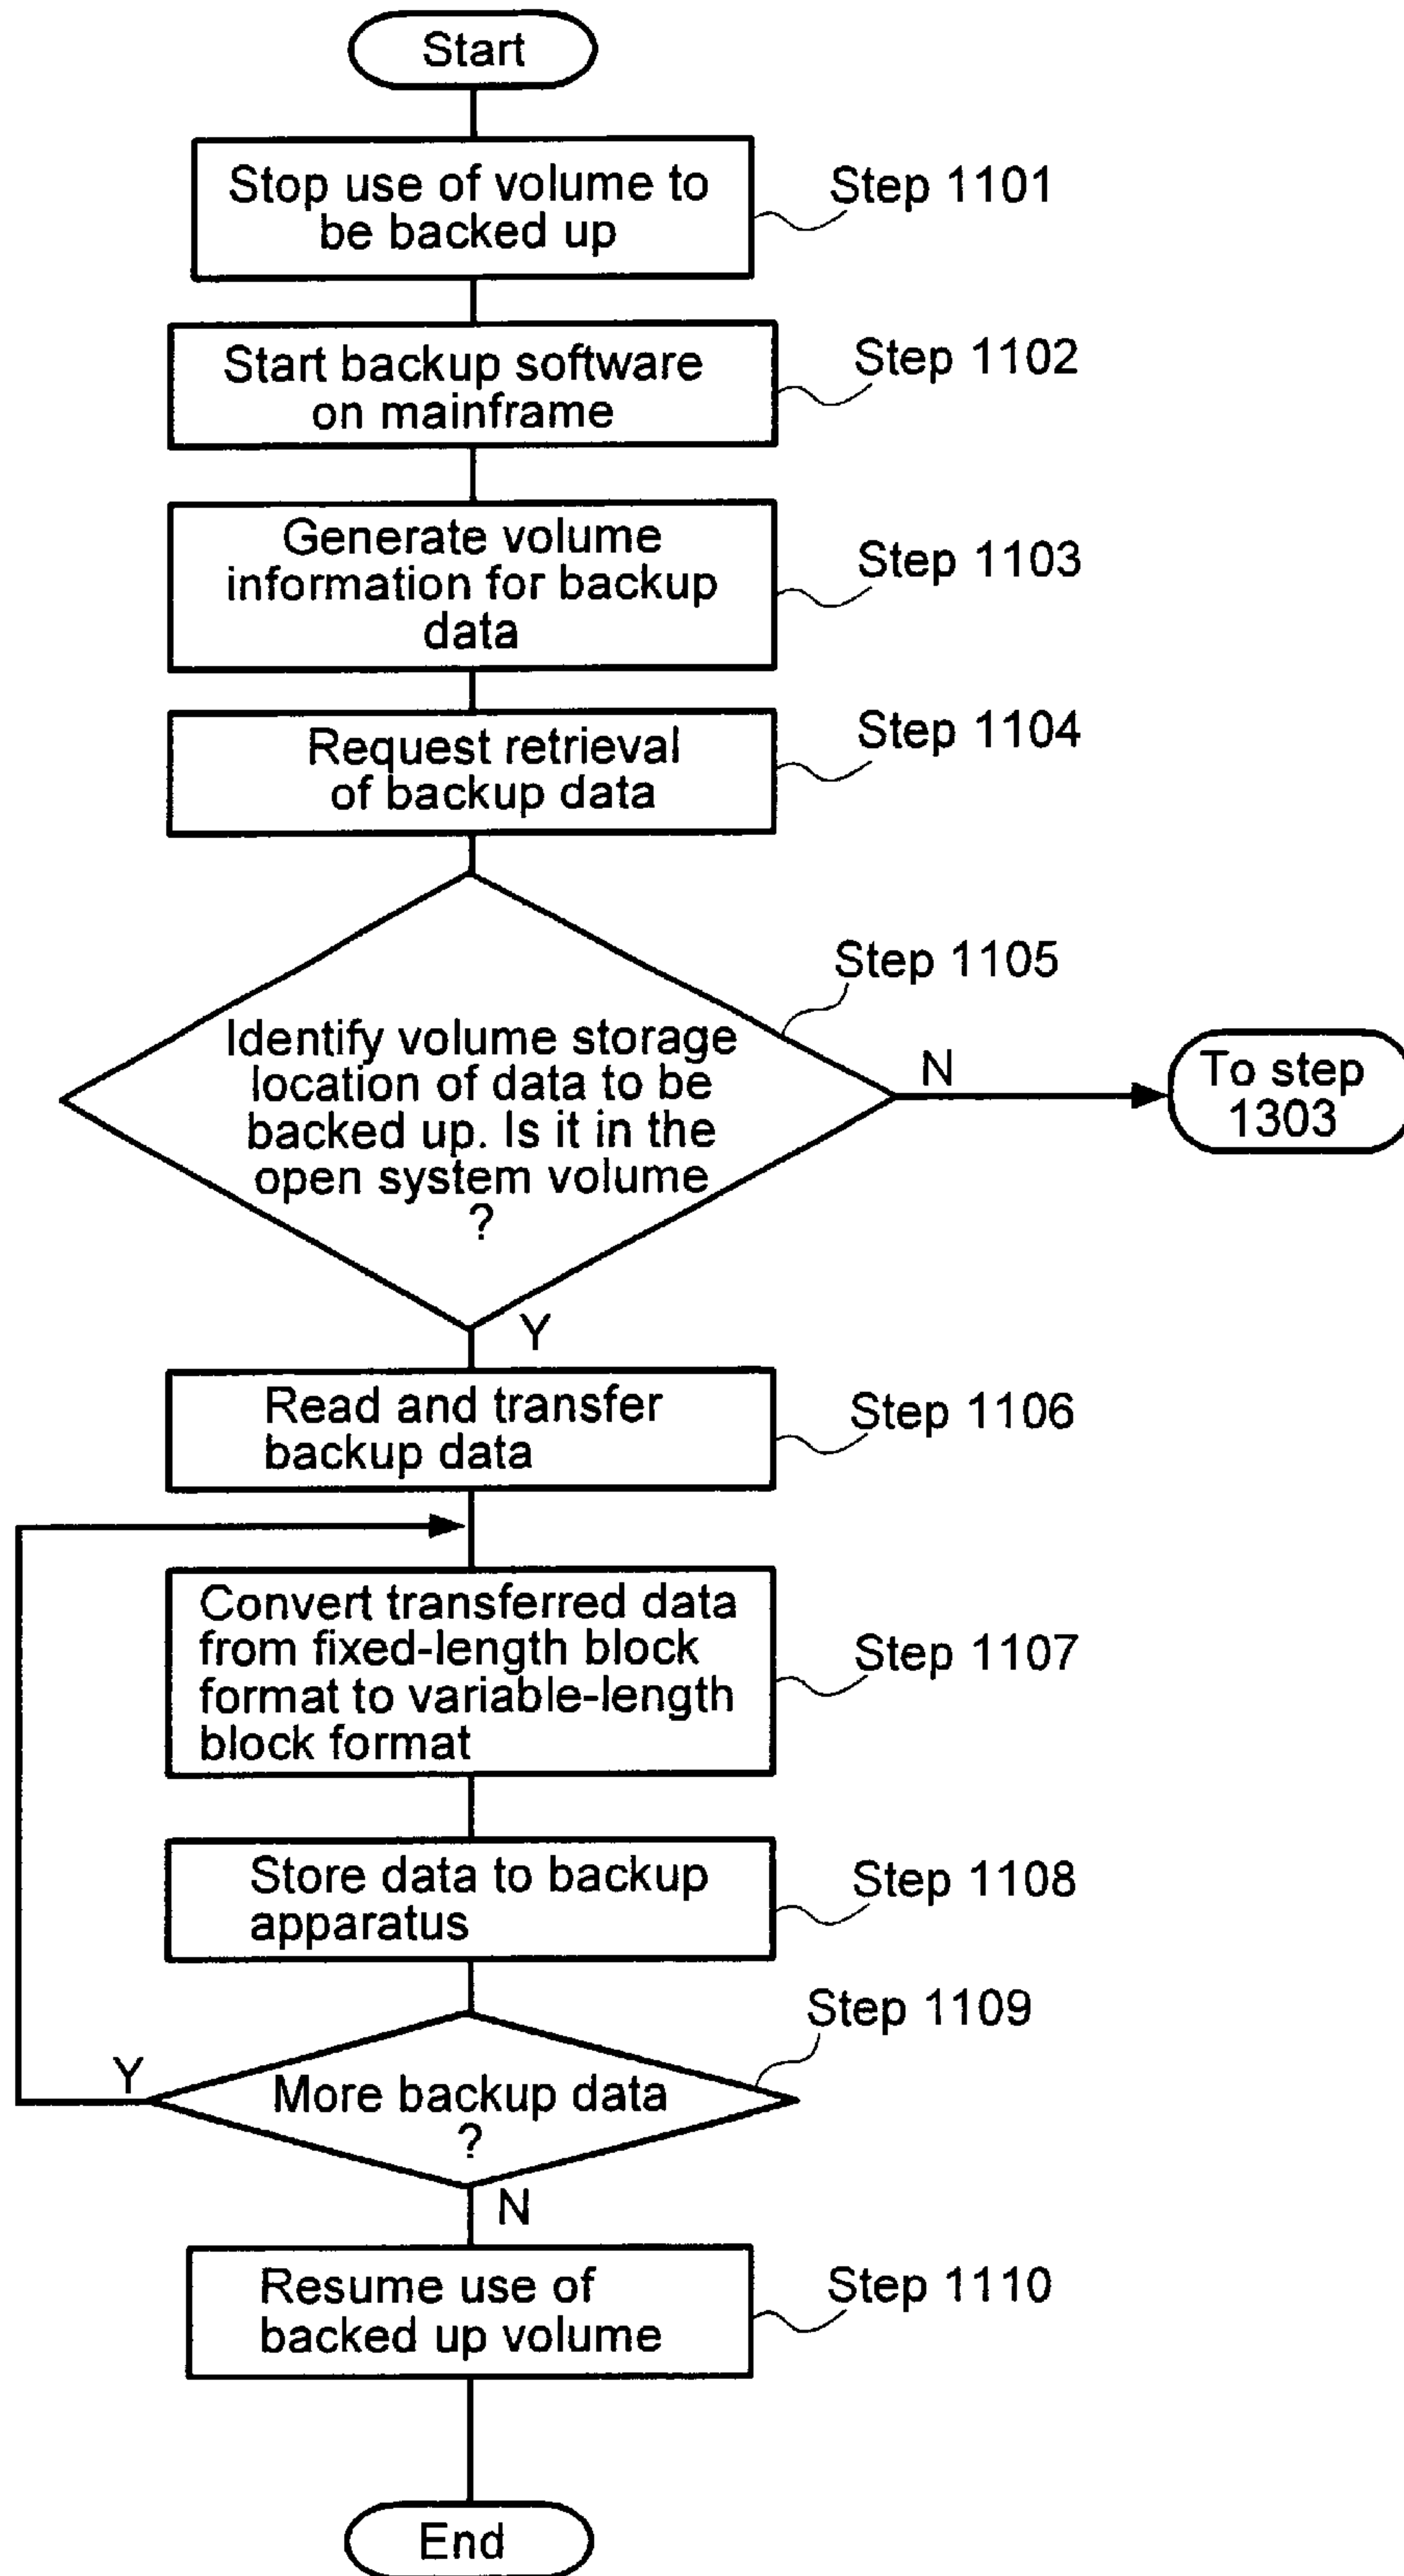 Start
Stop use of volume to
be backed up
Step 1101
Start backup software
on mainframe
Step 1102
Generate volume
information for backup
data
Step 1103
Request retrieval
of backup data
Step 1104
Step 1105
Identify volume storage
location of data to be
backed up. Is it in the
open system volume
?
N
To step
1303
Y
Read and transfer
backup data
Step 1106
Convert transferred data
from fixed-length block
format to variable-length
block format
Step 1107
Store data to backup
apparatus
Step 1108
Step 1109
Y
More backup data
?
N
Resume use of
backed up volume
Step 1110
End